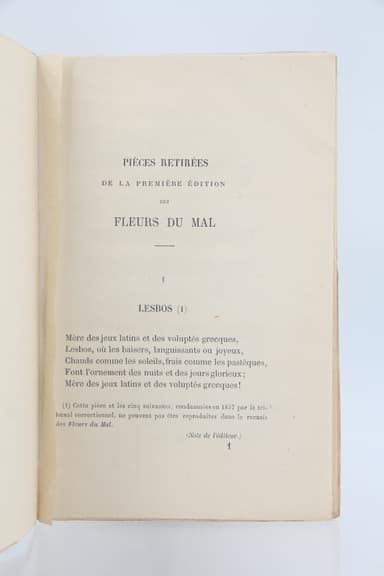 PIÈCES RETIRÉES
DE LA PREMIÈRE ÉDITION
DES
FLEURS DU MAL
I
LESBOS (1)
Mère des jeux latins et des voluptés grecques,
Lesbos, où les baisers, languissants ou joyeux,
Chauds comme les soleils, frais comme les pastèques,
Font l'ornement des nuits et des jours glorieux;
Mère des jeux latins et des voluptés grecques!
(1) Cette pièce et les cinq suivantes, condamnées en 1857 par le tri-
bunal correctionnel, ne peuvent pas être reproduites dans le recueil
des Fleurs du Mal.
(Note de l'éditeur.)
1